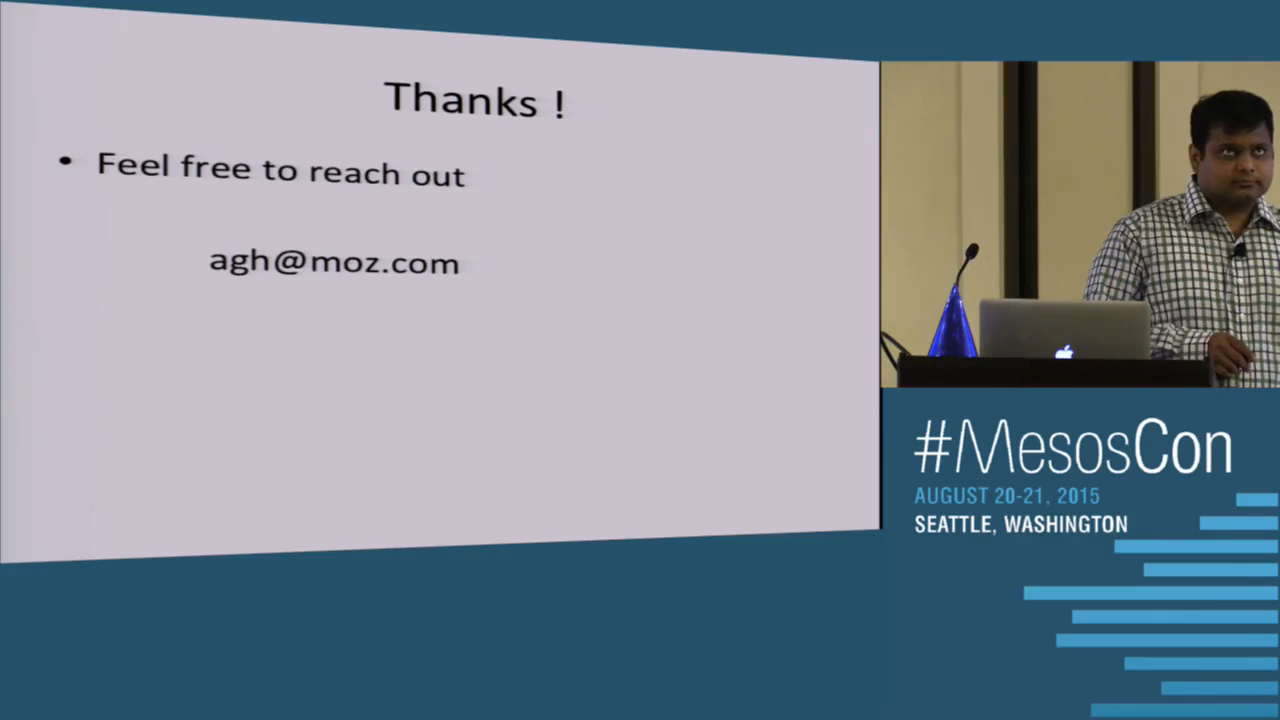 Thanks !
• Feel free to reach out
agh@moz.com
#MesosCon
AUGUST 20-21, 2015
SEATTLE, WASHINGTON